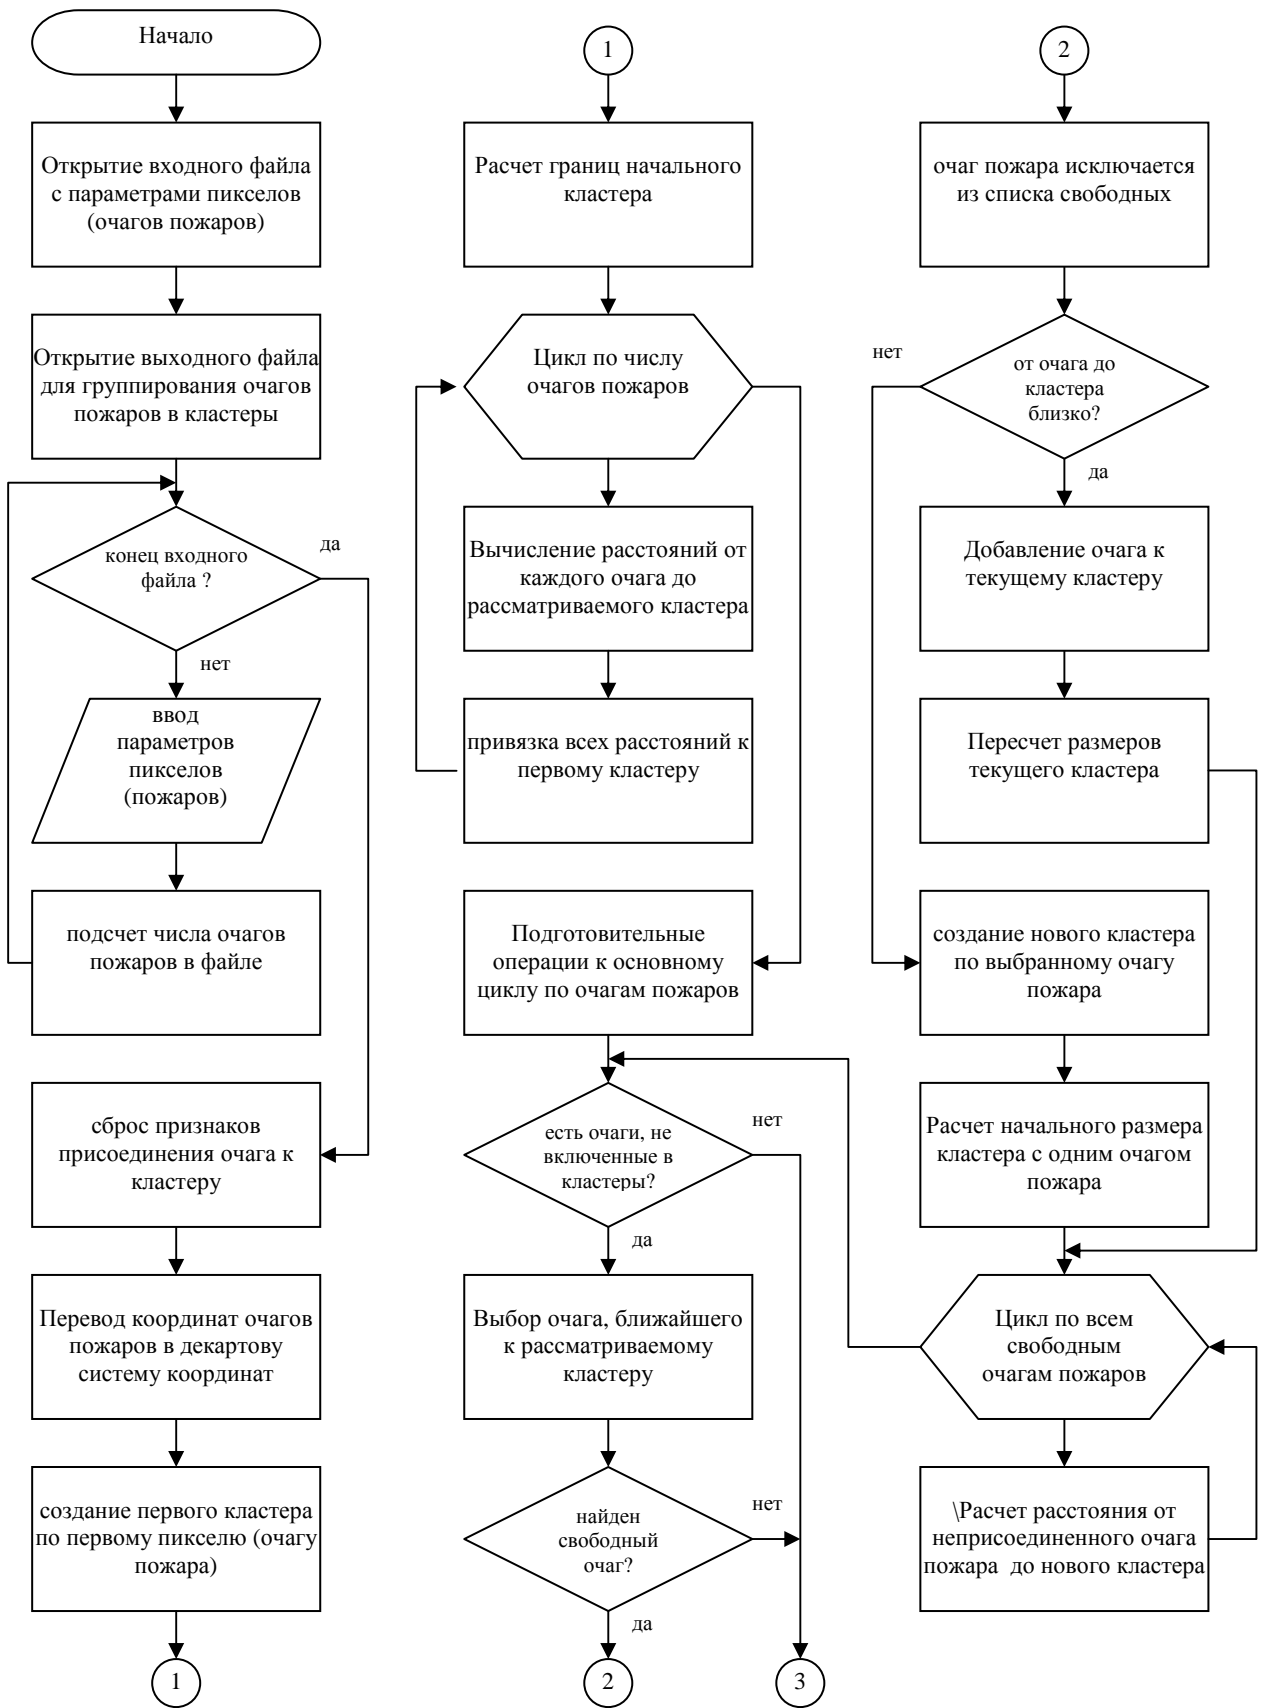 Начало
Открытие входного файла
с параметрами пикселов
(очагов пожаров)
Открытие выходного файла
для группирования очагов
пожаров в кластеры
конец входного
файла ?
да
нет
ввод
параметров
пикселов
(пожаров)
подсчет числа очагов
пожаров в файле
сброс признаков
присоединения очага к
кластеру
Перевод координат очагов
пожаров в декартову
систему координат
создание первого кластера
по первому пикселю (очагу
пожара)
1
1
Расчет границ начального
кластера
Цикл по числу
очагов пожаров
Вычисление расстояний от
каждого очага до
рассматриваемого кластера
привязка всех расстояний к
первому кластеру
Подготовительные
операции к основному
циклу по очагам пожаров
есть очаги, не
включенные в
кластеры?
нет
да
Выбор очага, ближайшего
к рассматриваемому
кластеру
найден
свободный
очаг?
нет
да
2
3
2
очаг пожара исключается
из списка свободных
нет
от очага до
кластера
близко?
да
Добавление очага к
текущему кластеру
Пересчет размеров
текущего кластера
создание нового кластера
по выбранному очагу
пожара
Расчет начального размера
кластера с одним очагом
пожара
Цикл по всем
свободным
очагам пожаров
\Расчет расстояния от
неприсоединенного очага
пожара до нового кластера